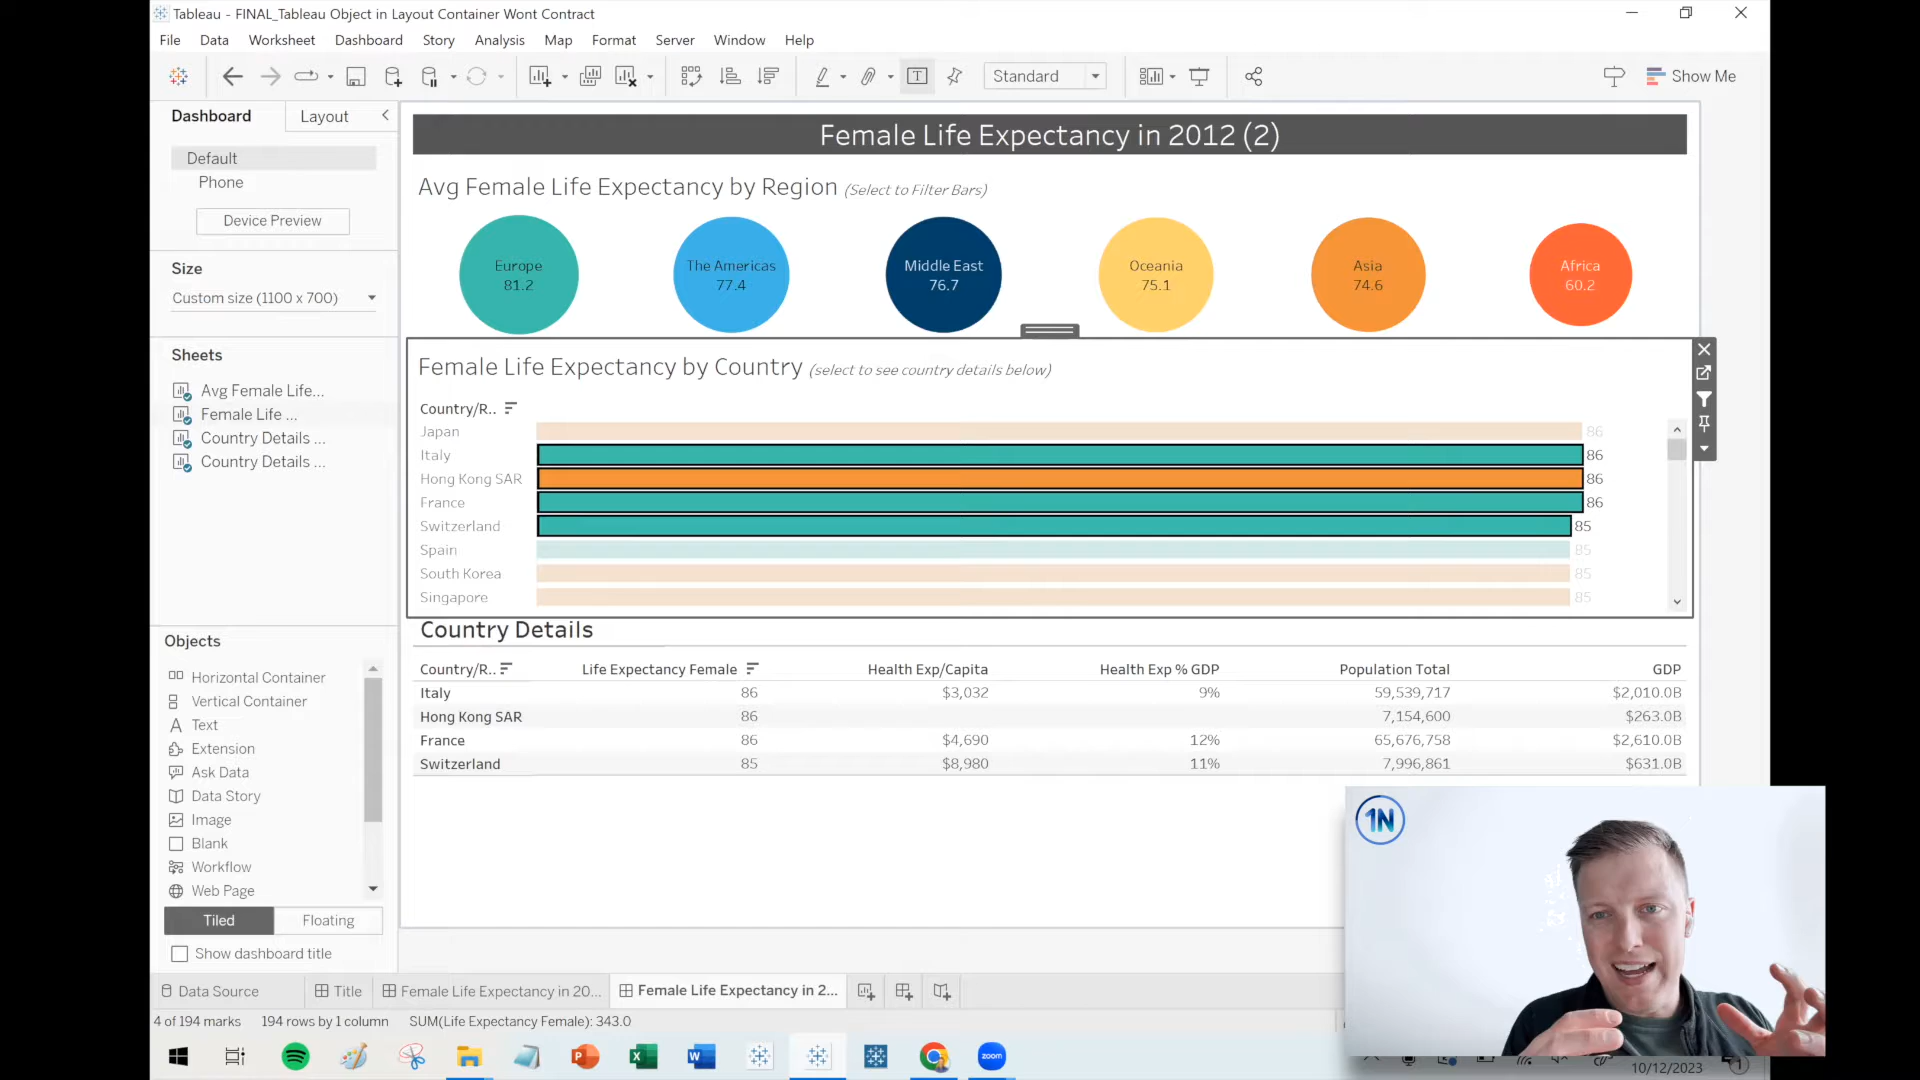 Tableau - FINAL_Tableau Object in Layout Container Wont Contract
File Data Worksheet Dashboard Story Analysis Map Format Server Window Help
Standard
Show Me
Dashboard Layout
Default
Phone
Device Preview
Size
Custom size (1100 x 700)
Sheets
Avg Female Life...
Female Life ...
Country Details ...
Country Details ...
Objects
Horizontal Container
Vertical Container
Text
Extension
Ask Data
Data Story
Image
Blank
Workflow
Web Page
Tiled Floating
Show dashboard title
Female Life Expectancy in 2012 (2)
Avg Female Life Expectancy by Region (Select to Filter Bars)
Europe
81.2
The Americas
77.4
Middle East
76.7
Oceania
75.1
Asia
74.6
Africa
60.2
Female Life Expectancy by Country (select to see country details below)
Country/R..
Japan 86
Italy 86
Hong Kong SAR 86
France 86
Switzerland 85
Spain 85
South Korea 85
Singapore 85
Country Details
Country/R.. Life Expectancy Female Health Exp/Capita Health Exp % GDP Population Total GDP
Italy 86 $3,032 9% 59,539,717 $2,010.0B
Hong Kong SAR 86 7,154,600 $263.0B
France 86 $4,690 12% 65,676,758 $2,610.0B
Switzerland 85 $8,980 11% 7,996,861 $631.0B
1N
Data Source Title Female Life Expectancy in 20... Female Life Expectancy in 2...
4 of 194 marks 194 rows by 1 column SUM(Life Expectancy Female): 343.0
zoom
10/12/2023